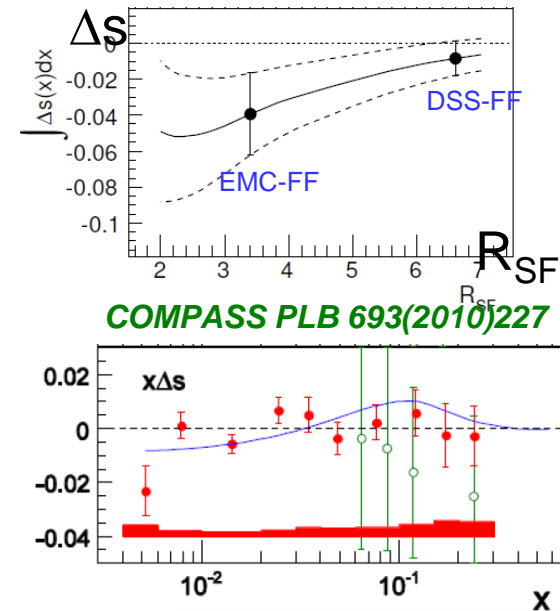 Δs
∫Δs(x)dx
0
-0.02
-0.04
-0.06
-0.08
-0.1
DSS-FF
EMC-FF
2 3 4 5 6 7
R_SF
R_SF
COMPASS PLB 693(2010)227
xΔs
0.02
0
-0.02
-0.04
10^-2 10^-1
x